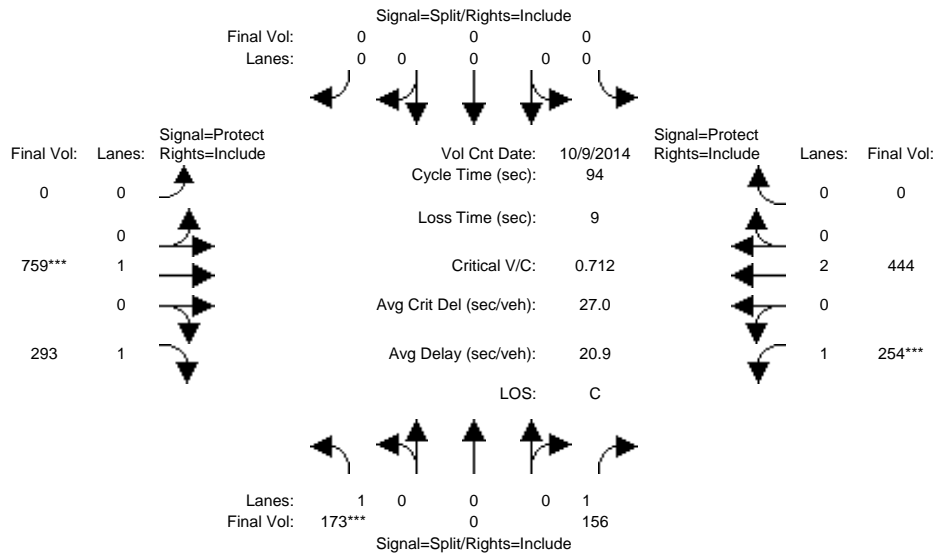 Signal=Split/Rights=Include
Final Vol: 0 0 0
Lanes: 0 0 0 0 0
Signal=Protect Signal=Protect
Final Vol: Lanes: Rights=Include Vol Cnt Date: 10/9/2014 Rights=Include Lanes: Final Vol:
Cycle Time (sec): 94
0 0 0 0
Loss Time (sec): 9
0 0
759*** 1 Critical V/C: 0.712 2 444
0 Avg Crit Del (sec/veh): 27.0 0
293 1 Avg Delay (sec/veh): 20.9 1 254***
LOS: C
Lanes: 1 0 0 0 1
Final Vol: 173*** 0 156
Signal=Split/Rights=Include